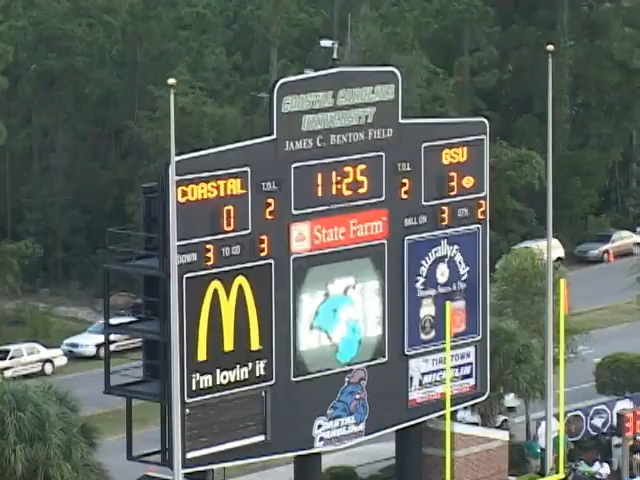 COASTAL CAROLINA
UNIVERSITY
JAMES C. BENTON FIELD
COASTAL
0
T.O.L.
2
11:25
T.O.L.
2
GSU
3
DOWN 3 TO GO 3
BALL ON 3 QTR 2
State Farm
Naturally Fresh
i'm lovin' it
TIRE TOWN
MICHELIN
COASTAL
CAROLINA